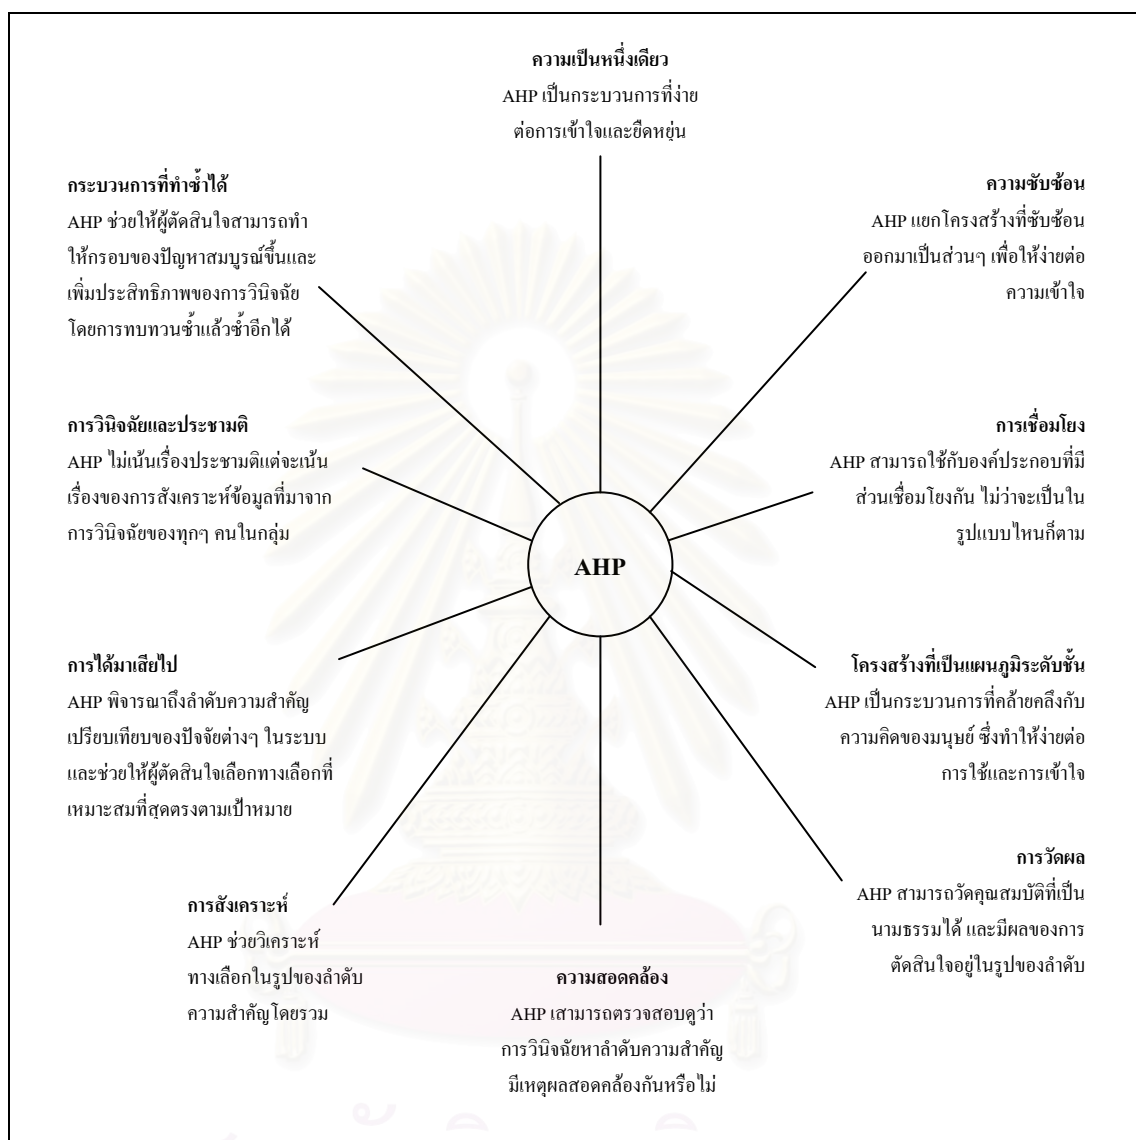 ความเป็นหนึ่งเดียว
AHP เป็นกระบวนการที่ง่าย
ต่อการเข้าใจและยืดหยุ่น
กระบวนการที่ทำซ้ำได้
AHP ช่วยให้ผู้ตัดสินใจสามารถทำ
ให้กรอบของปัญหาสมบูรณ์ขึ้นและ
เพิ่มประสิทธิภาพของการวินิจฉัย
โดยการทบทวนซ้ำแล้วซ้ำอีกได้
ความซับซ้อน
AHP แยกโครงสร้างที่ซับซ้อน
ออกมาเป็นส่วนๆ เพื่อให้ง่ายต่อ
ความเข้าใจ
การวินิจฉัยและประชามติ
AHP ไม่เน้นเรื่องประชามติแต่จะเน้น
เรื่องของการสังเคราะห์ข้อมูลที่มาจาก
การวินิจฉัยของทุกๆ คนในกลุ่ม
การเชื่อมโยง
AHP สามารถใช้กับองค์ประกอบที่มี
ส่วนเชื่อมโยงกัน ไม่ว่าจะเป็นใน
รูปแบบไหนก็ตาม
AHP
การได้มาเสียไป
AHP พิจารณาถึงลำดับความสำคัญ
เปรียบเทียบของปัจจัยต่างๆ ในระบบ
และช่วยให้ผู้ตัดสินใจเลือกทางเลือกที่
เหมาะสมที่สุดตรงตามเป้าหมาย
โครงสร้างที่เป็นแผนภูมิระดับชั้น
AHP เป็นกระบวนการที่คล้ายคลึงกับ
ความคิดของมนุษย์ ซึ่งทำให้ง่ายต่อ
การใช้และการเข้าใจ
การวัดผล
AHP สามารถวัดคุณสมบัติที่เป็น
นามธรรมได้ และมีผลของการ
ตัดสินใจอยู่ในรูปของลำดับ
การสังเคราะห์
AHP ช่วยวิเคราะห์
ทางเลือกในรูปของลำดับ
ความสำคัญโดยรวม
ความสอดคล้อง
AHP เสามารถตรวจสอบดูว่า
การวินิจฉัยหาลำดับความสำคัญ
มีเหตุผลสอดคล้องกันหรือไม่